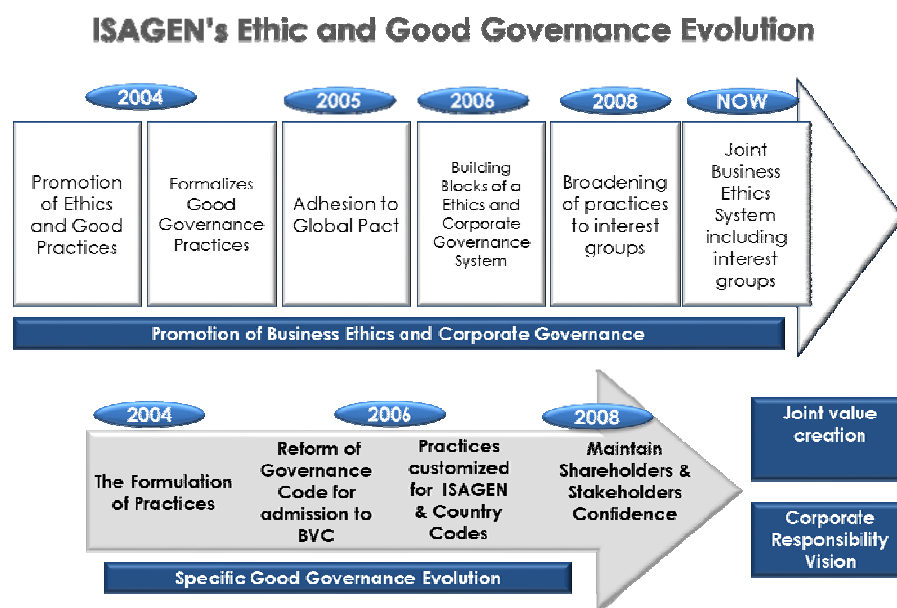 ISAGEN's Ethic and Good Governance Evolution
2004
2005
2006
2008
NOW
Promotion
of Ethics
and Good
Practices
Formalizes
Good
Governance
Practices
Adhesion to
Global Pact
Building
Blocks of a
Ethics and
Corporate
Governance
System
Broadening
of practices
to interest
groups
Joint
Business
Ethics
System
including
interest
groups
Promotion of Business Ethics and Corporate Governance
2004
2006
2008
The Formulation
of Practices
Reform of
Governance
Code for
admission to
BVC
Practices
customized
for ISAGEN
& Country
Codes
Maintain
Shareholders &
Stakeholders
Confidence
Specific Good Governance Evolution
Joint value
creation
Corporate
Responsibility
Vision